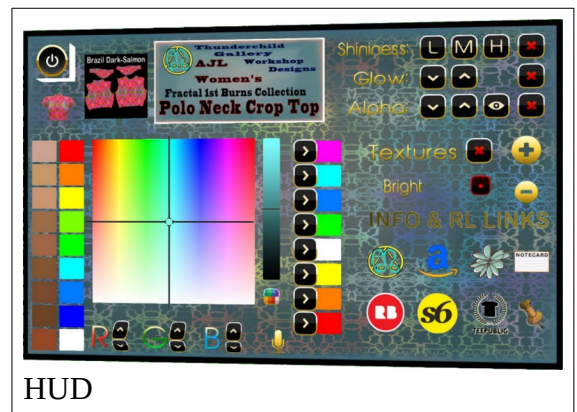 Brazil Dark-Salmon
Thunderchild
Gallery
AJL Workshop
Designs
Women's
Fractal 1st Burns Collection
Polo Neck Crop Top
Shininess: L M H
Glow:
Alpha:
Textures
Bright
INFO & RL LINKS
a
NOTECARD
RB
s6
TEEPUBLIC
R G B
HUD